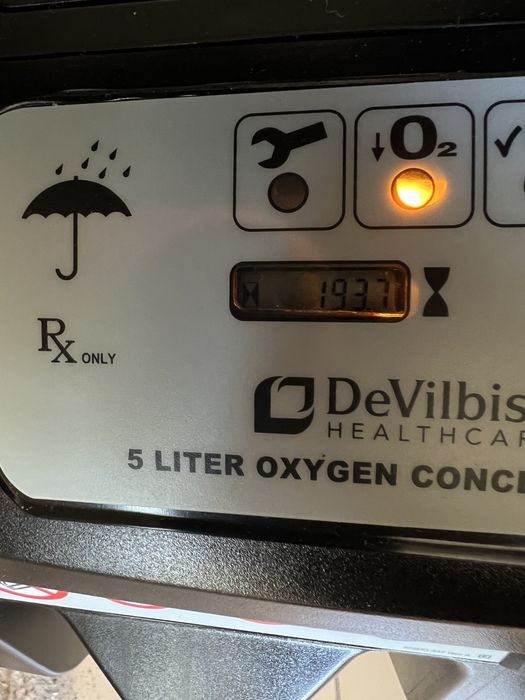 ↓O₂
✓
193.7
Rx ONLY
DeVilbis
HEALTHCAR
5 LITER OXYGEN CONC